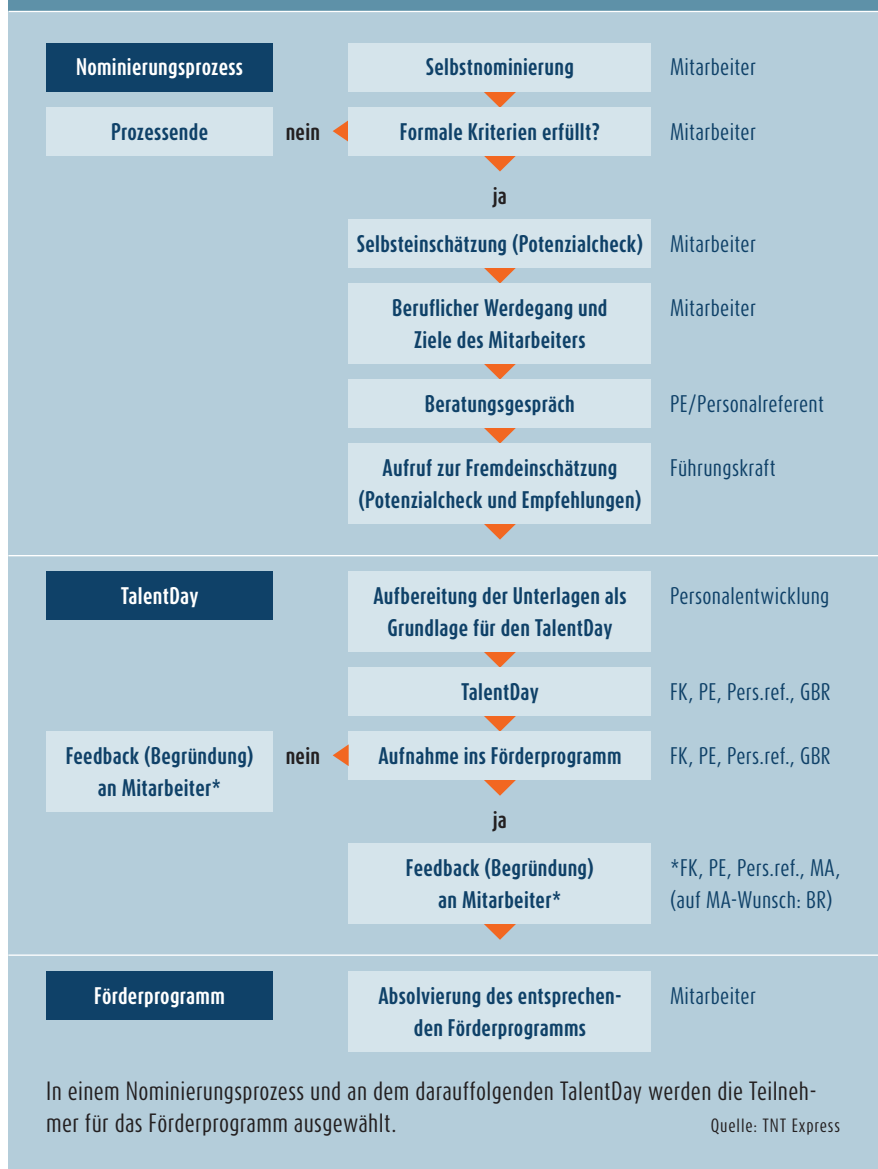 Nominierungsprozess
Selbstnominierung
Mitarbeiter
Prozessende
nein
Formale Kriterien erfüllt?
Mitarbeiter
ja
Selbsteinschätzung (Potenzialcheck)
Mitarbeiter
Beruflicher Werdegang und
Ziele des Mitarbeiters
Mitarbeiter
Beratungsgespräch
PE/Personalreferent
Aufruf zur Fremdeinschätzung
(Potenzialcheck und Empfehlungen)
Führungskraft
TalentDay
Aufbereitung der Unterlagen als
Grundlage für den TalentDay
Personalentwicklung
TalentDay
FK, PE, Pers.ref., GBR
Feedback (Begründung)
an Mitarbeiter*
nein
Aufnahme ins Förderprogramm
FK, PE, Pers.ref., GBR
ja
Feedback (Begründung)
an Mitarbeiter*
*FK, PE, Pers.ref., MA,
(auf MA-Wunsch: BR)
Förderprogramm
Absolvierung des entsprechen-
den Förderprogramms
Mitarbeiter
In einem Nominierungsprozess und an dem darauffolgenden TalentDay werden die Teilneh-
mer für das Förderprogramm ausgewählt.
Quelle: TNT Express